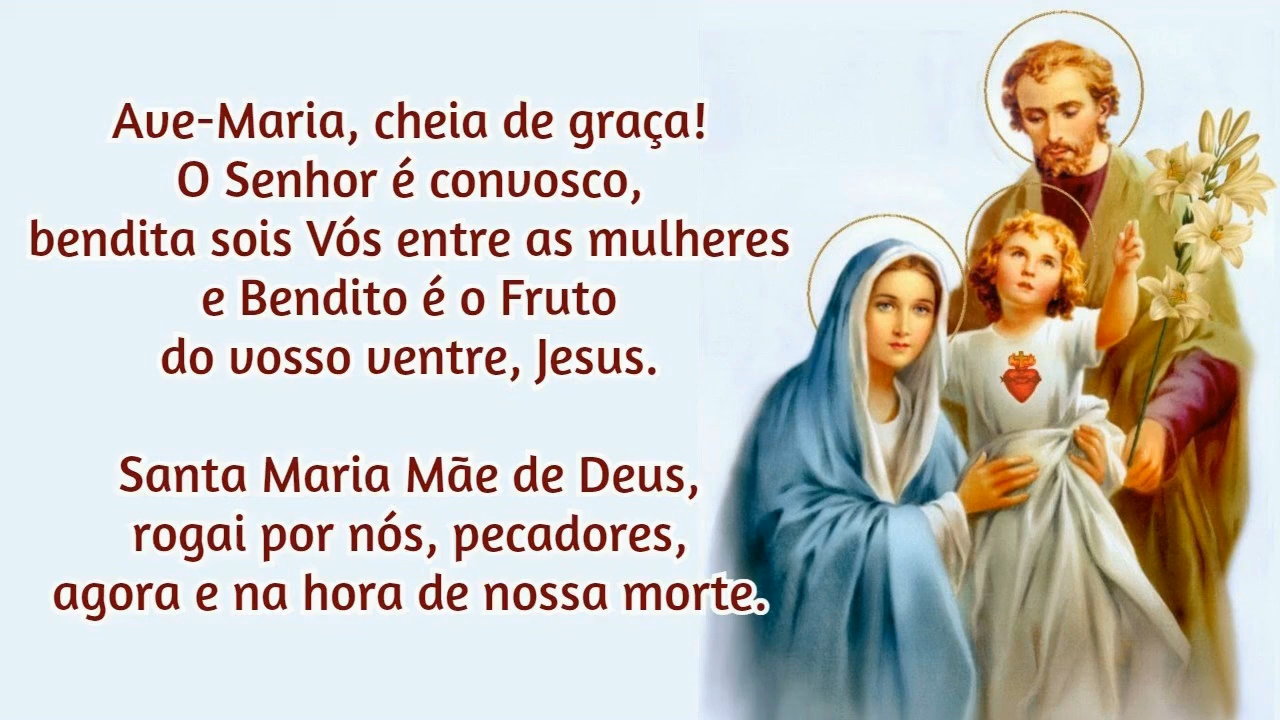 Ave-Maria, cheia de graça!
O Senhor é convosco,
bendita sois Vós entre as mulheres
e Bendito é o Fruto
do vosso ventre, Jesus.
Santa Maria Mãe de Deus,
rogai por nós, pecadores,
agora e na hora de nossa morte.